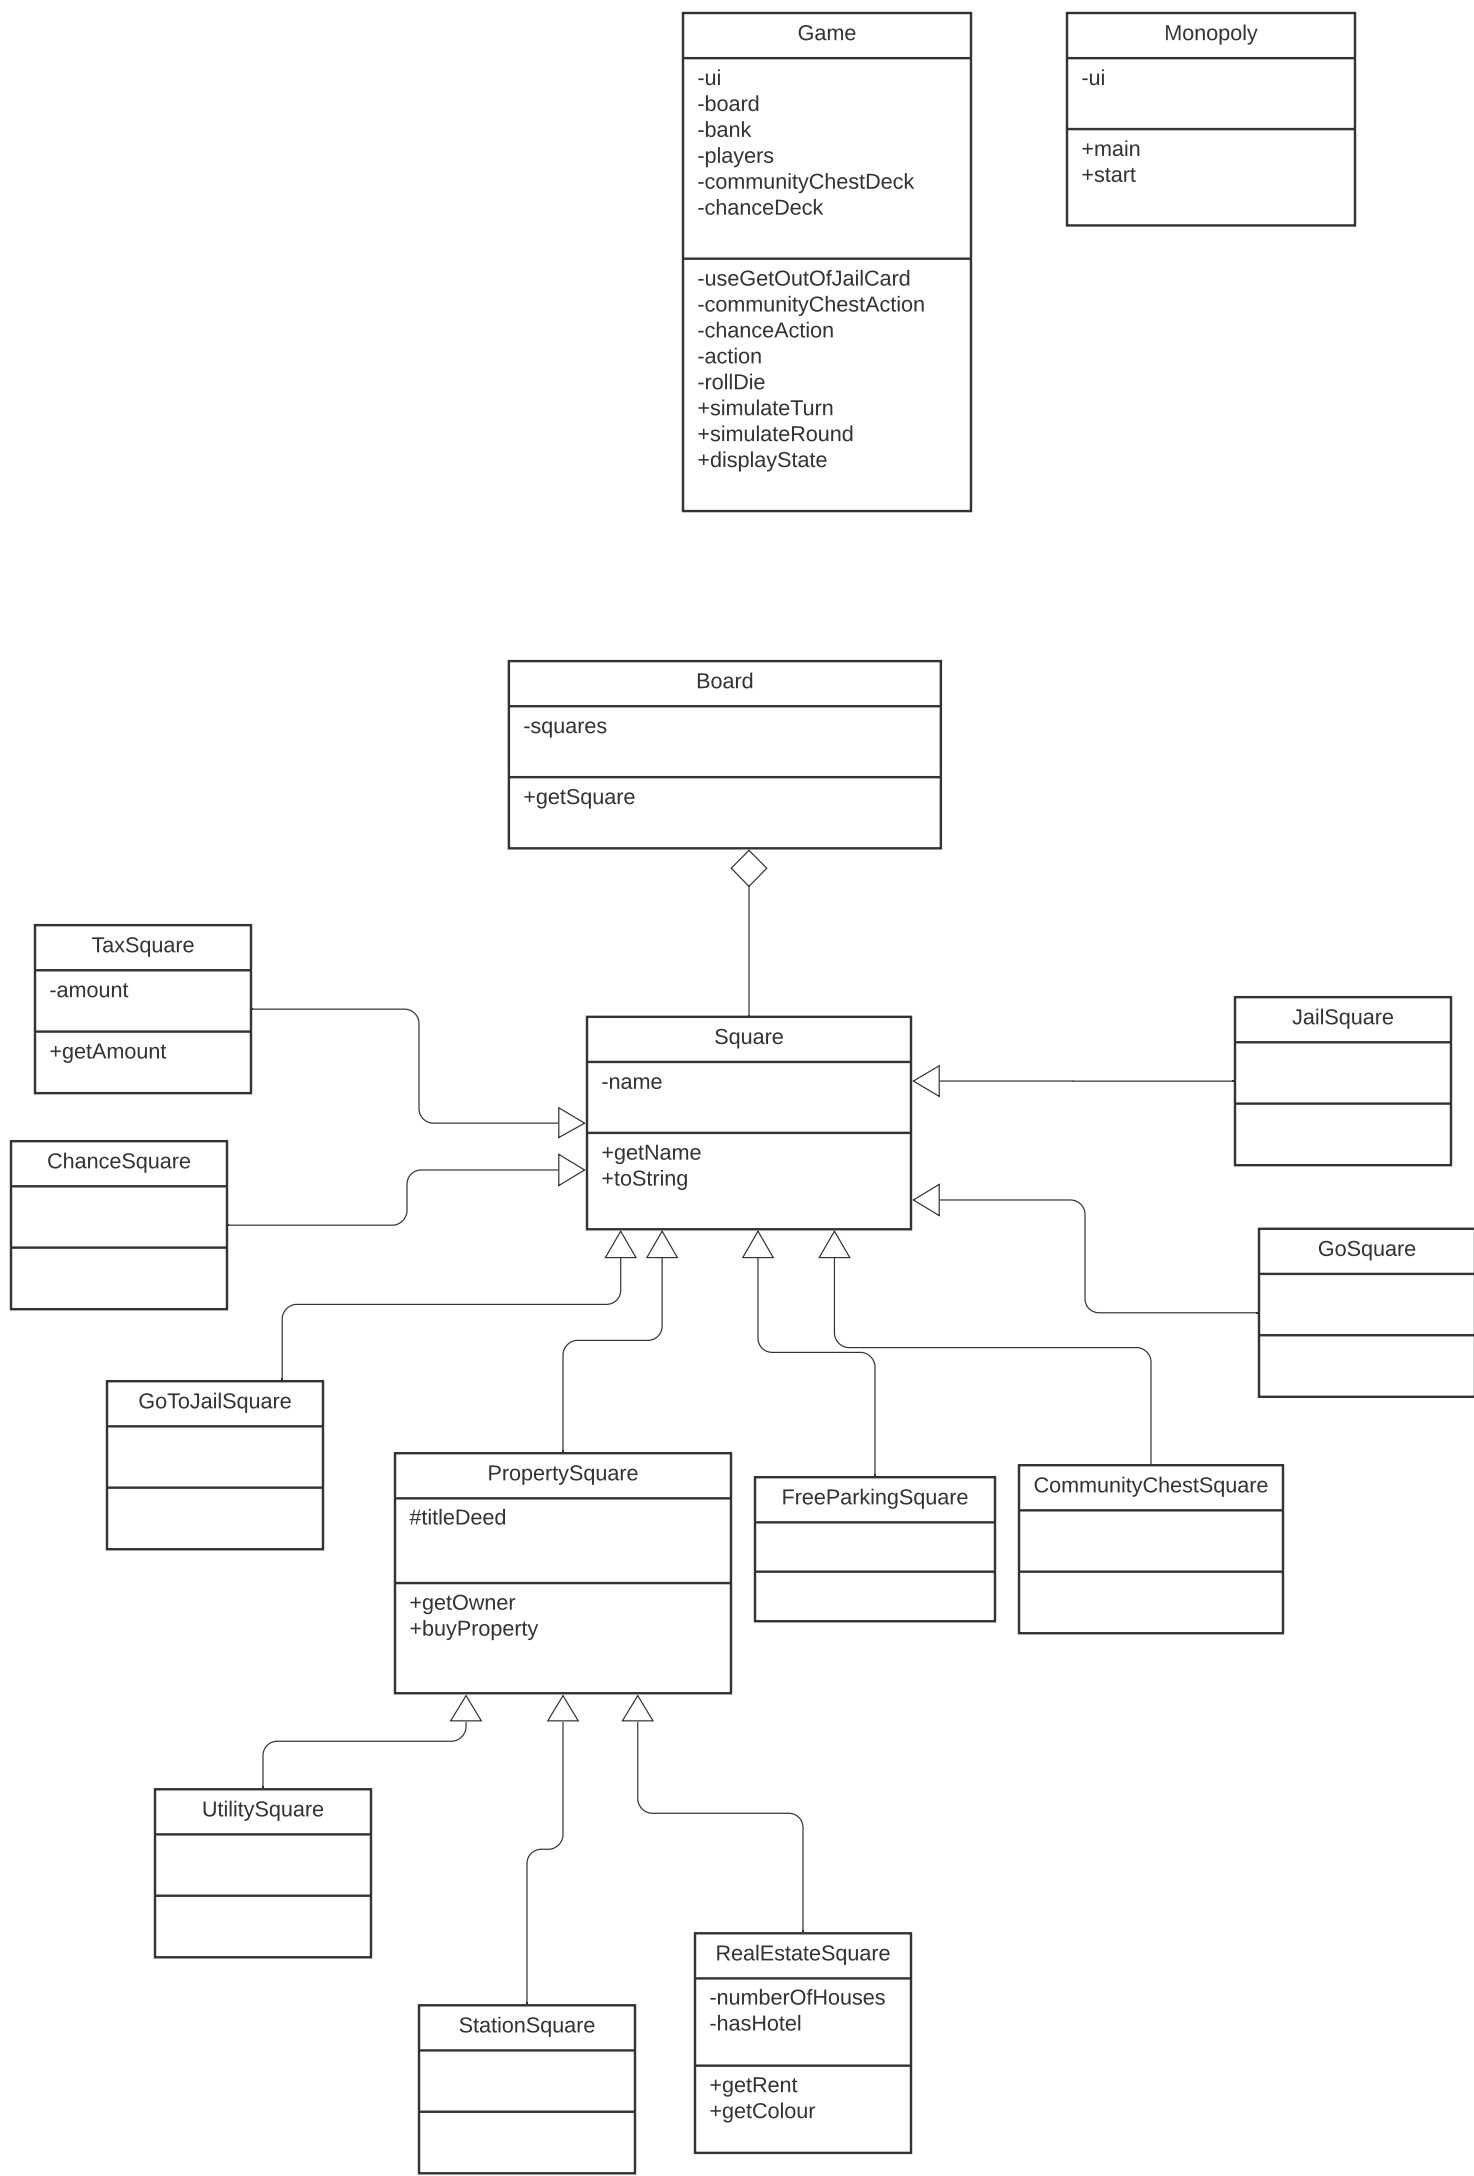 Game
-ui
-board
-bank
-players
-communityChestDeck
-chanceDeck
-useGetOutOfJailCard
-communityChestAction
-chanceAction
-action
-rollDie
+simulateTurn
+simulateRound
+displayState
Monopoly
-ui
+main
+start
Board
-squares
+getSquare
TaxSquare
-amount
+getAmount
Square
-name
+getName
+toString
JailSquare
ChanceSquare
GoSquare
GoToJailSquare
PropertySquare
#titleDeed
+getOwner
+buyProperty
FreeParkingSquare
CommunityChestSquare
UtilitySquare
StationSquare
RealEstateSquare
-numberOfHouses
-hasHotel
+getRent
+getColour